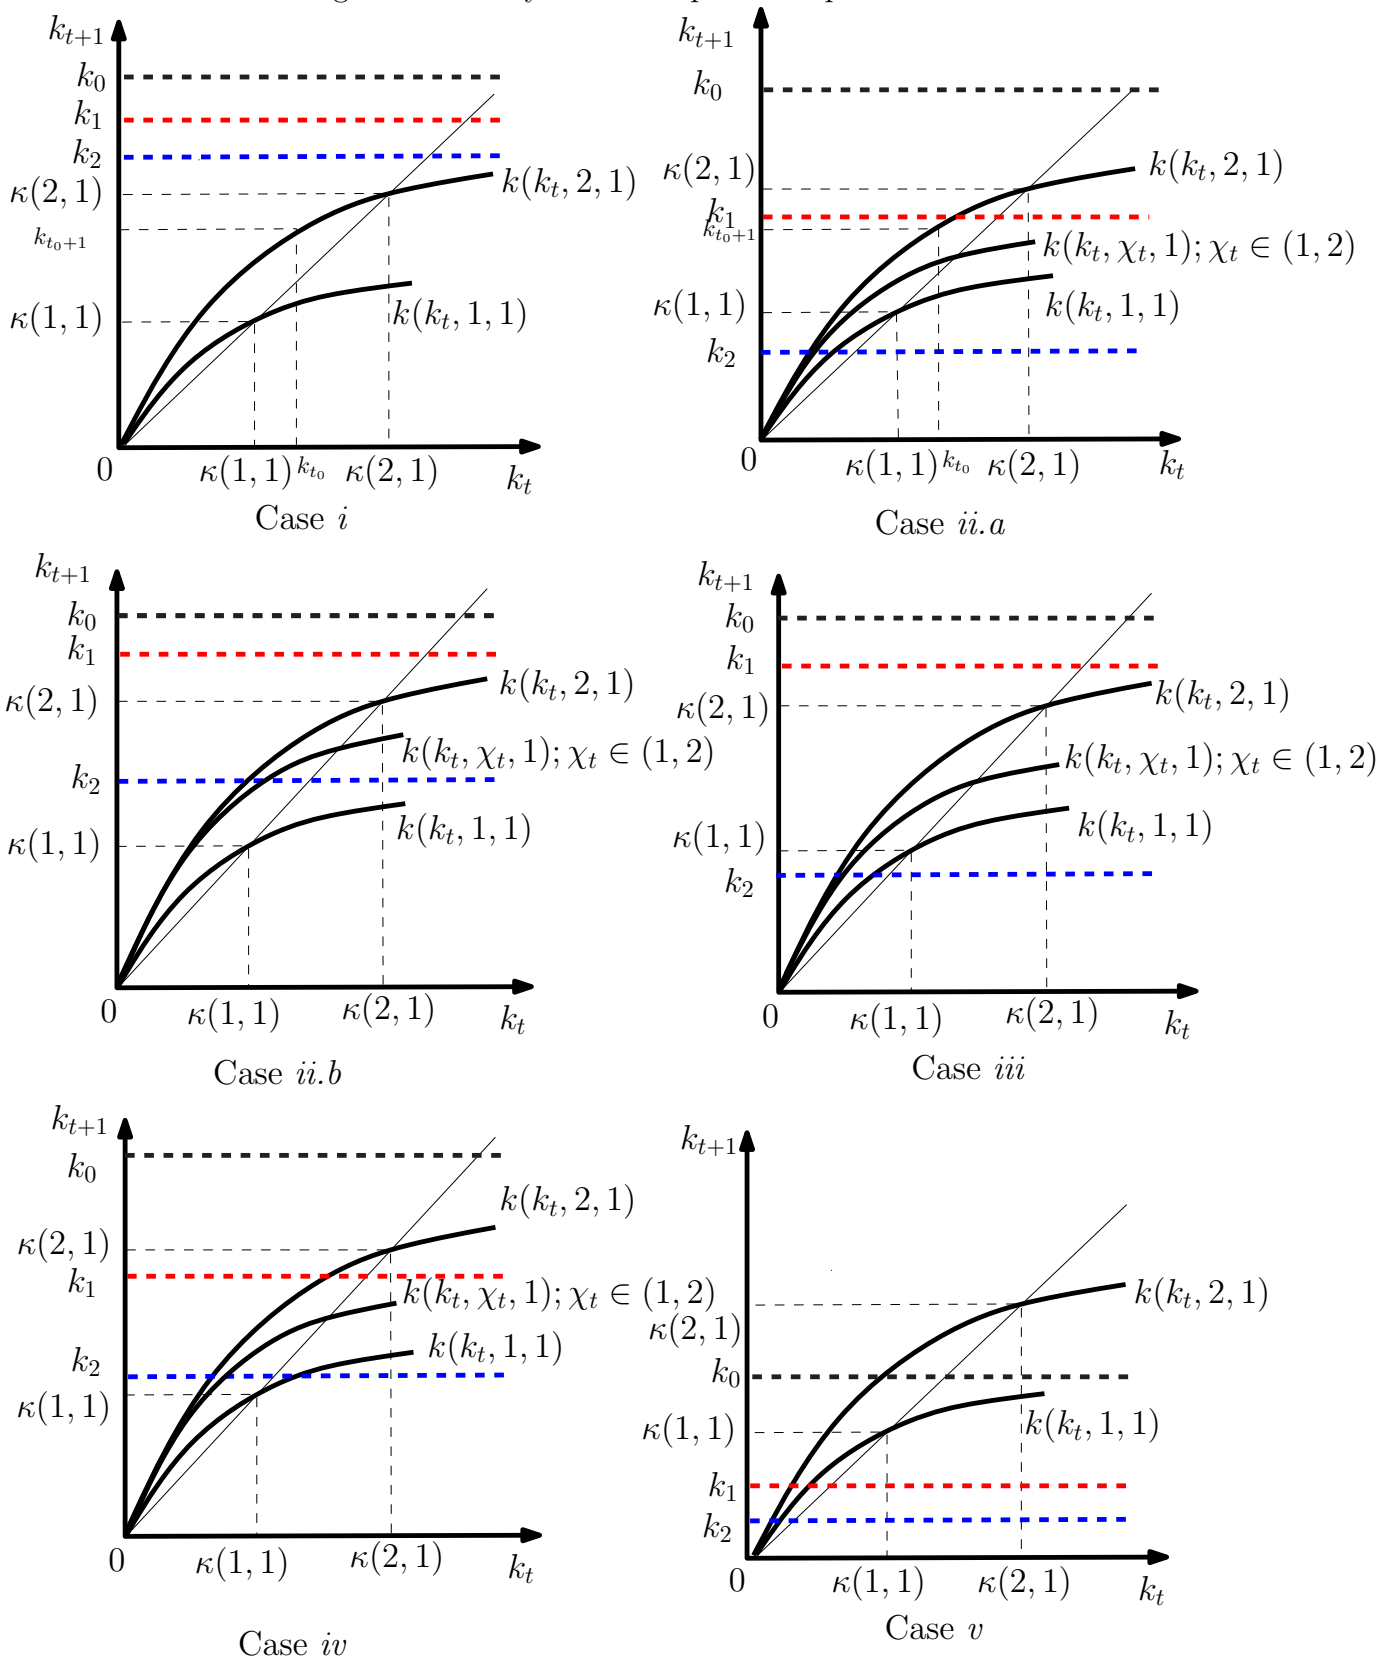 k_{t+1}
k_0
k_1
k_2
κ(2, 1)
k_{t_0+1}
κ(1, 1)
k(k_t, 2, 1)
k(k_t, 1, 1)
0
κ(1, 1)
k_{t_0}
κ(2, 1)
k_t
Case i
k_{t+1}
k_0
κ(2, 1)
k_1
k_{t_0+1}
κ(1, 1)
k_2
k(k_t, 2, 1)
k(k_t, χ_t, 1); χ_t ∈ (1, 2)
k(k_t, 1, 1)
0
κ(1, 1)
k_{t_0}
κ(2, 1)
k_t
Case ii.a
k_{t+1}
k_0
k_1
κ(2, 1)
k_2
κ(1, 1)
k(k_t, 2, 1)
k(k_t, χ_t, 1); χ_t ∈ (1, 2)
k(k_t, 1, 1)
0
κ(1, 1)
κ(2, 1)
k_t
Case ii.b
k_{t+1}
k_0
k_1
κ(2, 1)
κ(1, 1)
k_2
k(k_t, 2, 1)
k(k_t, χ_t, 1); χ_t ∈ (1, 2)
k(k_t, 1, 1)
0
κ(1, 1)
κ(2, 1)
k_t
Case iii
k_{t+1}
k_0
κ(2, 1)
k_1
k_2
κ(1, 1)
k(k_t, 2, 1)
k(k_t, χ_t, 1); χ_t ∈ (1, 2)
k(k_t, 1, 1)
0
κ(1, 1)
κ(2, 1)
k_t
Case iv
k_{t+1}
κ(2, 1)
k_0
κ(1, 1)
k_1
k_2
k(k_t, 2, 1)
k(k_t, 1, 1)
0
κ(1, 1)
κ(2, 1)
k_t
Case v